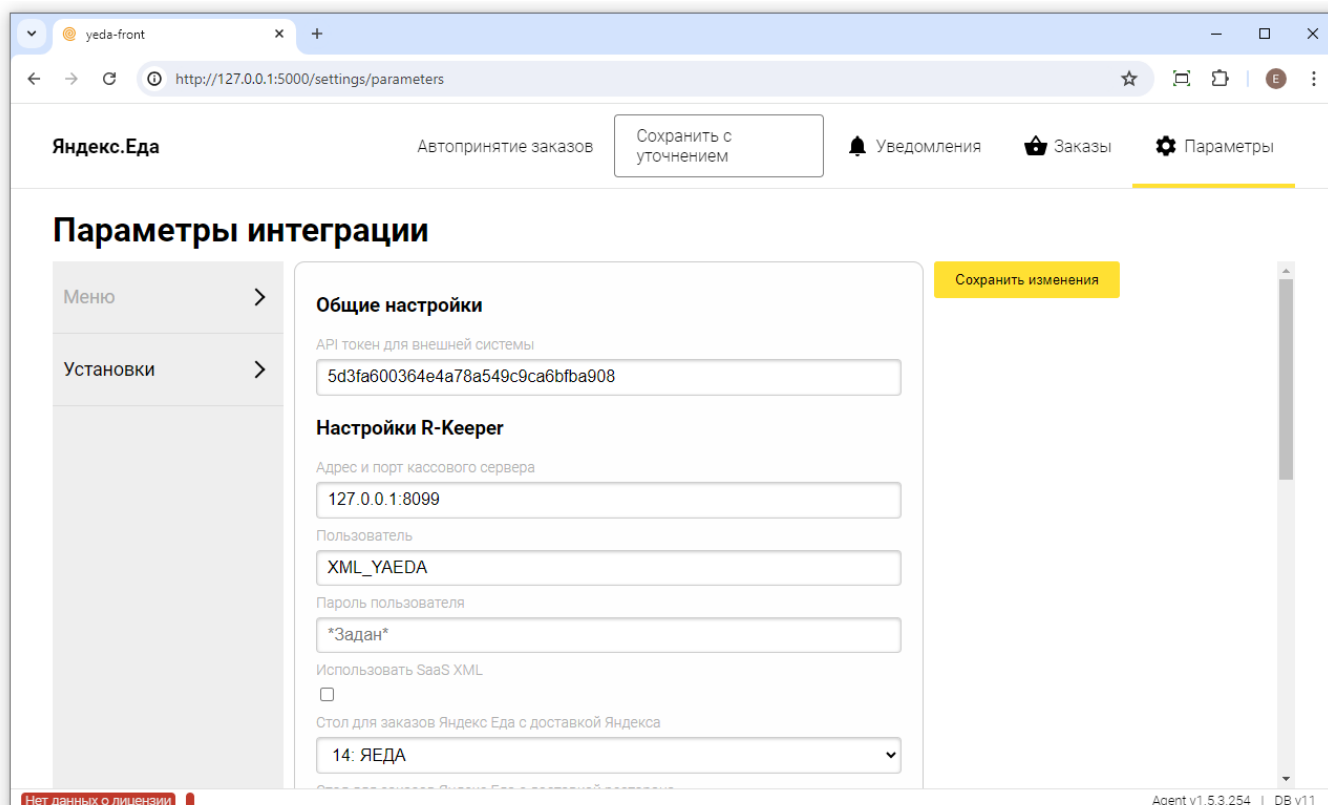 yeda-front
http://127.0.0.1:5000/settings/parameters
E
Яндекс.Еда
Автопринятие заказов
Сохранить с
уточнением
Уведомления
Заказы
Параметры
Параметры интеграции
Меню
Установки
Общие настройки
API токен для внешней системы
5d3fa600364e4a78a549c9ca6bfba908
Настройки R-Keeper
Адрес и порт кассового сервера
127.0.0.1:8099
Пользователь
XML_YAEDA
Пароль пользователя
*Задан*
Использовать SaaS XML
Стол для заказов Яндекс Еда с доставкой Яндекса
14: ЯЕДА
Сохранить изменения
Нет данных о лицензии
Agent v1.5.3.254 | DB v11